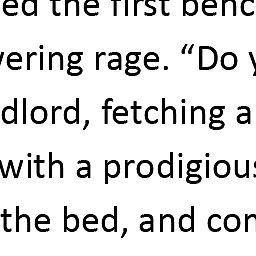 ed the first benc
vering rage. “Do y
dlord, fetching a
with a prodigious
the bed, and con